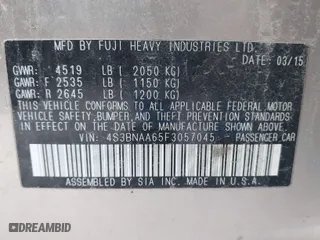 MFD BY FUJI HEAVY INDUSTRIES LTD.
DATE: 03/15
GVWR: 4519 LB ( 2050 KG)
GAWR: F 2535 LB ( 1150 KG)
GAWR: R 2645 LB ( 1200 KG)
THIS VEHICLE CONFORMS TO ALL APPLICABLE FEDERAL MOTOR
VEHICLE SAFETY, BUMPER, AND THEFT PREVENTION STANDARDS
IN EFFECT ON THE DATE OF MANUFACTURE SHOWN ABOVE.
VIN: 4S3BNAA65F3057045 PASSENGER CAR
ASSEMBLED BY SIA INC. MADE IN U.S.A.